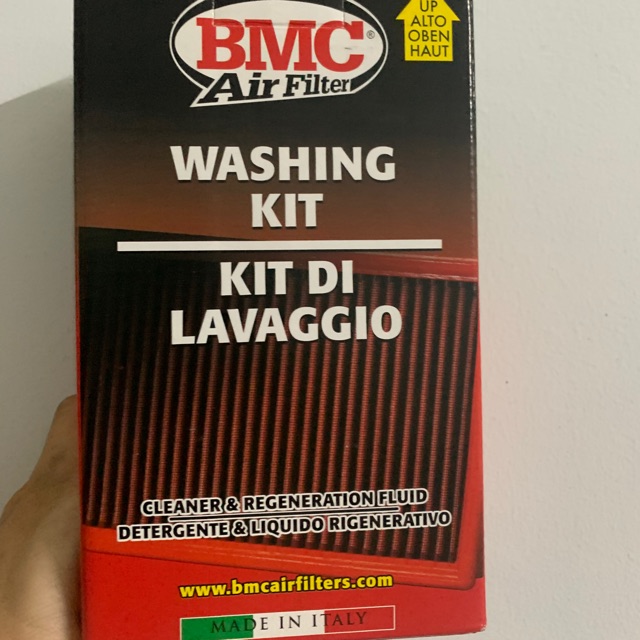 BMC®
Air Filter
UP
ALTO
OBEN
HAUT
WASHING
KIT
KIT DI
LAVAGGIO
CLEANER & REGENERATION FLUID
DETERGENTE & LIQUIDO RIGENERATIVO
www.bmcairfilters.com
MADE IN ITALY